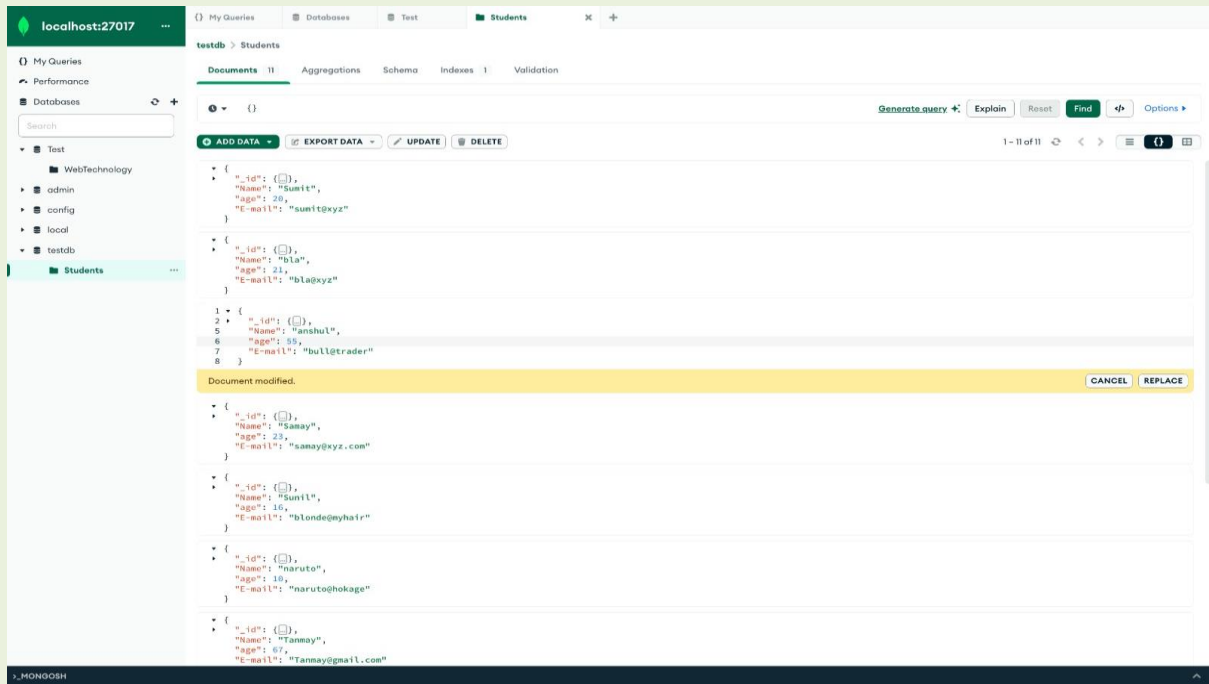 localhost:27017 ...
{} My Queries
Performance
Databases
Search
Test
WebTechnology
admin
config
local
testdb
Students ...
{} My Queries Databases Test Students × +
testdb > Students
Documents 11 Aggregations Schema Indexes 1 Validation
{} Generate query Explain Reset Find </> Options
ADD DATA EXPORT DATA UPDATE DELETE 1 – 11 of 11 < > {}
{
"_id": {…},
"Name": "Sumit",
"age": 20,
"E-mail": "sumit@xyz"
}
{
"_id": {…},
"Name": "bla",
"age": 21,
"E-mail": "bla@xyz"
}
1 {
2 "_id": {…},
5 "Name": "anshul",
6 "age": 55,
7 "E-mail": "bull@trader"
8 }
Document modified. CANCEL REPLACE
{
"_id": {…},
"Name": "Samay",
"age": 23,
"E-mail": "samay@xyz.com"
}
{
"_id": {…},
"Name": "Sunil",
"age": 16,
"E-mail": "blonde@myhair"
}
{
"_id": {…},
"Name": "naruto",
"age": 10,
"E-mail": "naruto@hokage"
}
{
"_id": {…},
"Name": "Tanmay",
"age": 67,
"E-mail": "Tanmay@gmail.com"
>_MONGOSH